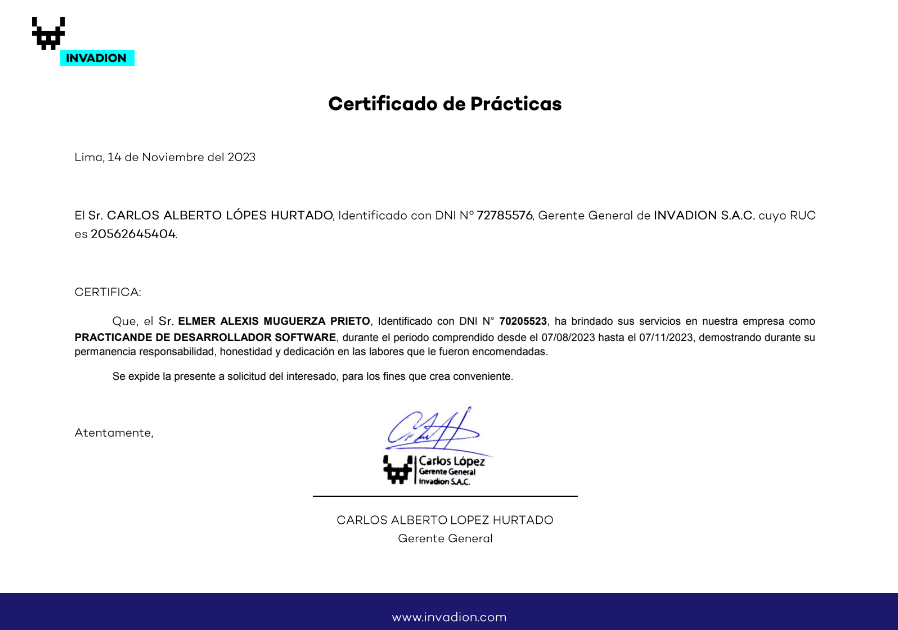 INVADION
Certificado de Prácticas
Lima, 14 de Noviembre del 2023
El Sr. CARLOS ALBERTO LÓPES HURTADO, Identificado con DNI Nº 72785576, Gerente General de INVADION S.A.C. cuyo RUC
es 20562645404.
CERTIFICA:
Que, el Sr. ELMER ALEXIS MUGUERZA PRIETO, Identificado con DNI N° 70205523, ha brindado sus servicios en nuestra empresa como
PRACTICANDE DE DESARROLLADOR SOFTWARE, durante el periodo comprendido desde el 07/08/2023 hasta el 07/11/2023, demostrando durante su
permanencia responsabilidad, honestidad y dedicación en las labores que le fueron encomendadas.
Se expide la presente a solicitud del interesado, para los fines que crea conveniente.
Atentamente,
Carlos López
Gerente General
Invadion S.A.C.
CARLOS ALBERTO LOPEZ HURTADO
Gerente General
www.invadion.com